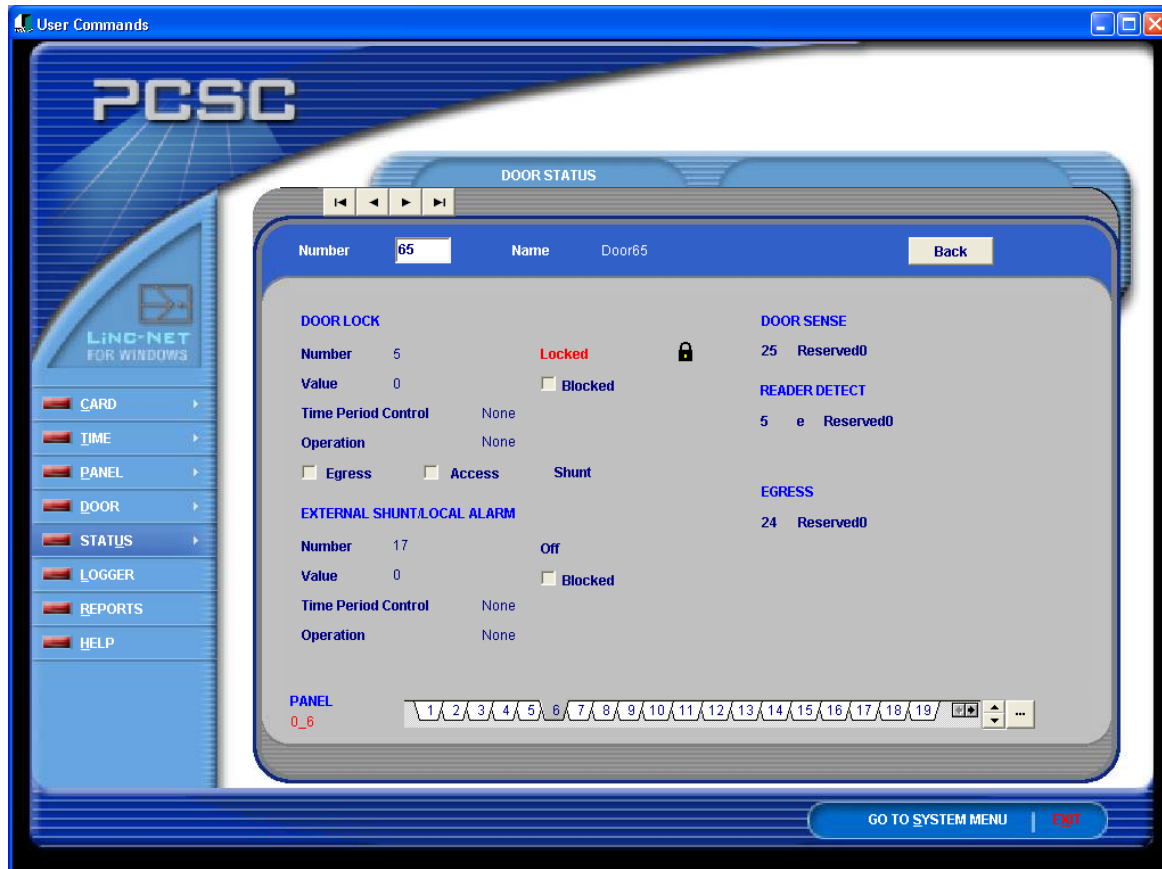 User Commands
PCSC
DOOR STATUS
Number 65 Name Door65 Back
LiNC-NET
FOR WINDOWS
CARD
TIME
PANEL
DOOR
STATUS
LOGGER
REPORTS
HELP
DOOR LOCK
Number 5 Locked
Value 0 Blocked
Time Period Control None
Operation None
Egress Access Shunt
EXTERNAL SHUNT/LOCAL ALARM
Number 17 Off
Value 0 Blocked
Time Period Control None
Operation None
DOOR SENSE
25 Reserved0
READER DETECT
5 e Reserved0
EGRESS
24 Reserved0
PANEL
0_6
1 2 3 4 5 6 7 8 9 10 11 12 13 14 15 16 17 18 19 ...
GO TO SYSTEM MENU | EXIT